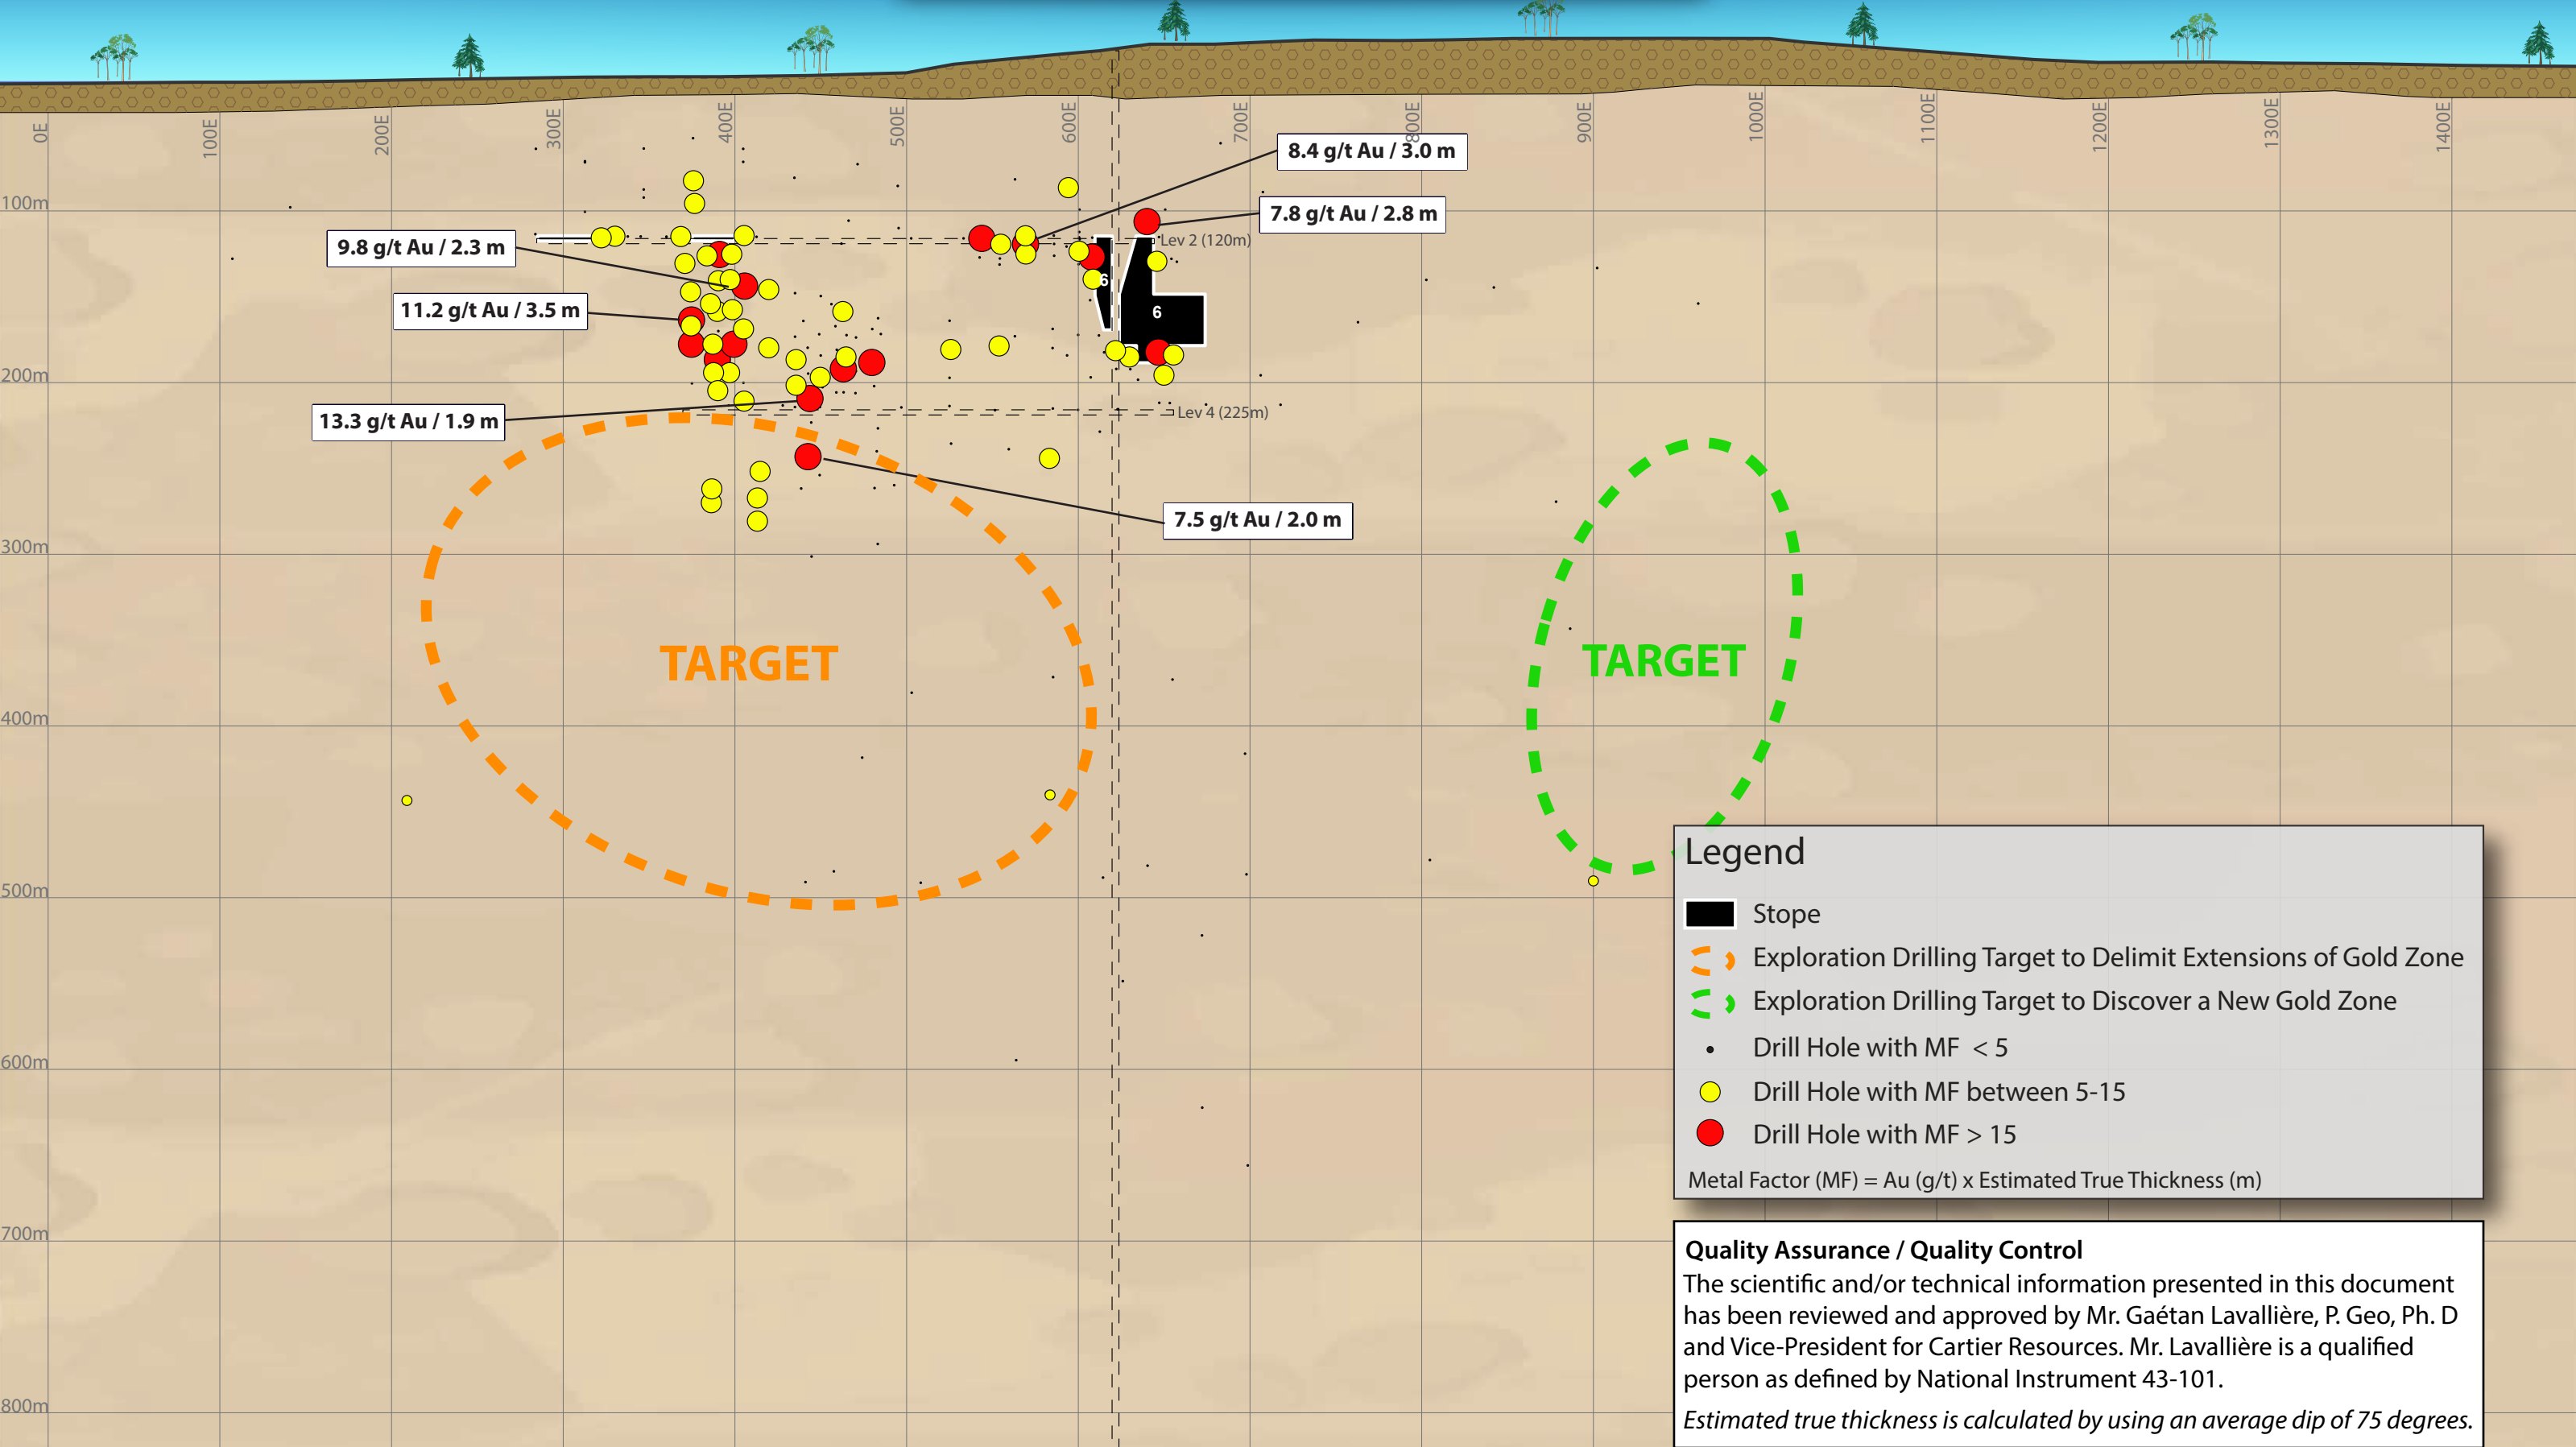 0E
100E
200E
300E
400E
500E
600E
700E
800E
900E
1000E
1100E
1200E
1300E
1400E
8.4 g/t Au / 3.0 m
100m
7.8 g/t Au / 2.8 m
9.8 g/t Au / 2.3 m
Lev 2 (120m)
6
11.2 g/t Au / 3.5 m
6
200m
13.3 g/t Au / 1.9 m
Lev 4 (225m)
7.5 g/t Au / 2.0 m
300m
TARGET
TARGET
400m
500m
600m
700m
800m
Legend
Stope
Exploration Drilling Target to Delimit Extensions of Gold Zone
Exploration Drilling Target to Discover a New Gold Zone
Drill Hole with MF < 5
Drill Hole with MF between 5-15
Drill Hole with MF > 15
Metal Factor (MF) = Au (g/t) x Estimated True Thickness (m)
Quality Assurance / Quality Control
The scientific and/or technical information presented in this document
has been reviewed and approved by Mr. Gaétan Lavallière, P. Geo, Ph. D
and Vice-President for Cartier Resources. Mr. Lavallière is a qualified
person as defined by National Instrument 43-101.
Estimated true thickness is calculated by using an average dip of 75 degrees.